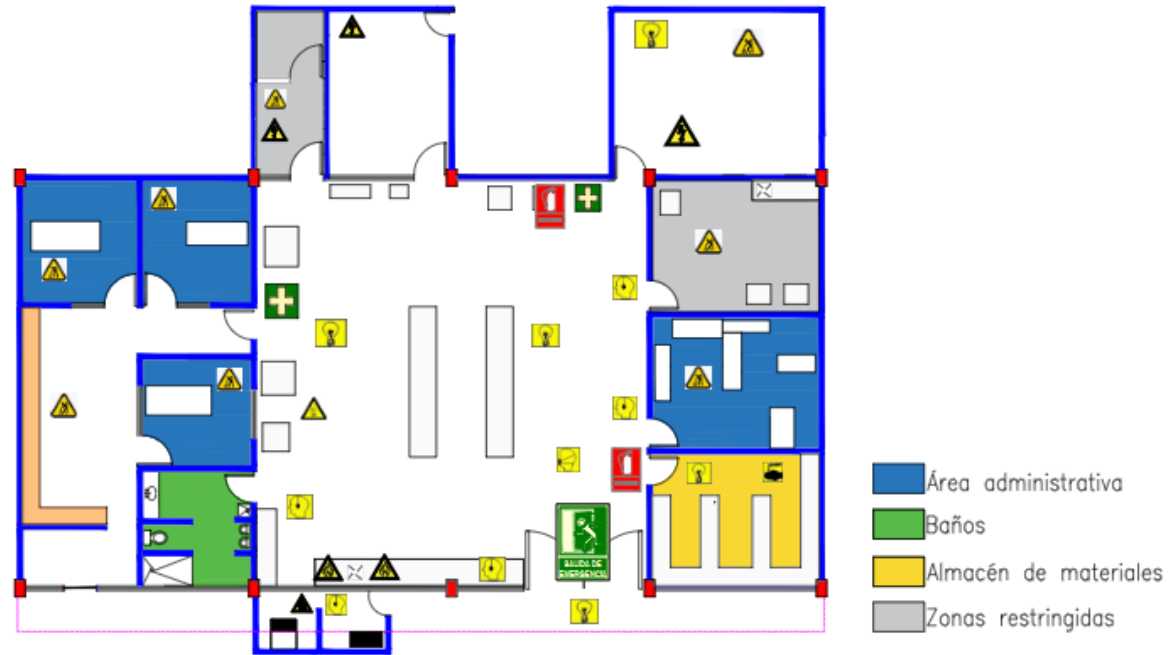 SALIDA DE
EMERGENCIA
Área administrativa
Baños
Almacén de materiales
Zonas restringidas